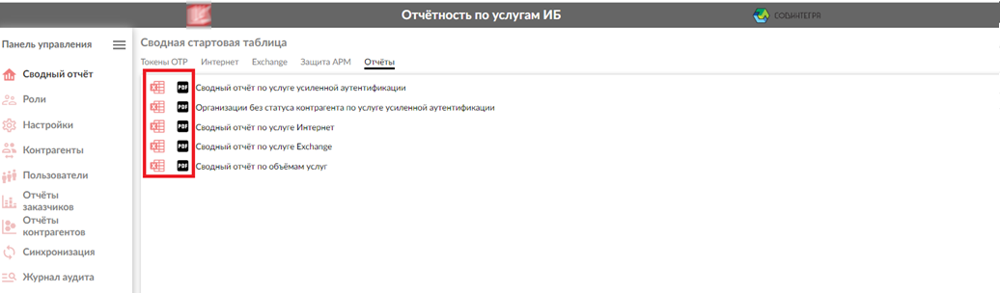 Отчётность по услугам ИБ
СОВИНТЕГРА
Панель управления
Сводный отчёт
Роли
Настройки
Контрагенты
Пользователи
Отчёты
заказчиков
Отчёты
контрагентов
Синхронизация
Журнал аудита
Сводная стартовая таблица
Токены OTP Интернет Exchange Защита АРМ Отчёты
PDF Сводный отчёт по услуге усиленной аутентификации
PDF Организации без статуса контрагента по услуге усиленной аутентификации
PDF Сводный отчёт по услуге Интернет
PDF Сводный отчёт по услуге Exchange
PDF Сводный отчёт по объёмам услуг